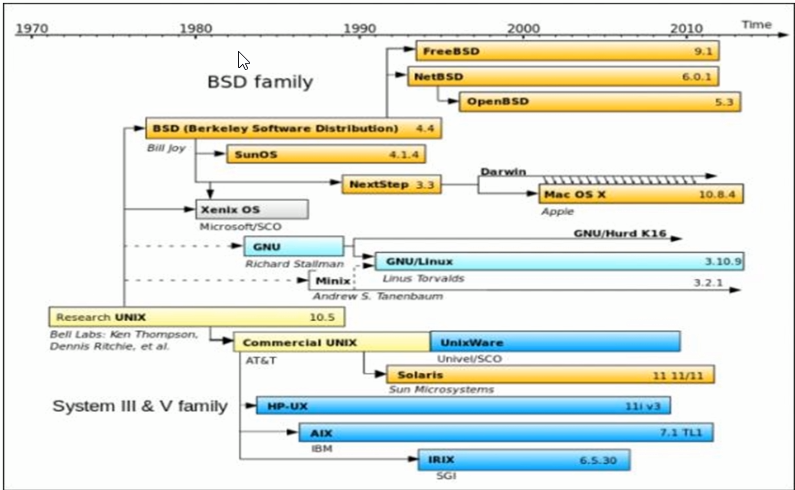 1970 1980 1990 2000 2010 Time
FreeBSD 9.1
BSD family
NetBSD 6.0.1
OpenBSD 5.3
BSD (Berkeley Software Distribution) 4.4
Bill Joy
SunOS 4.1.4
Darwin
NextStep 3.3
Mac OS X 10.8.4
Apple
Xenix OS
Microsoft/SCO
GNU/Hurd K16
GNU
Richard Stallman
GNU/Linux 3.10.9
Linus Torvalds
Minix 3.2.1
Andrew S. Tanenbaum
Research UNIX 10.5
Bell Labs: Ken Thompson,
Dennis Ritchie, et al.
Commercial UNIX
UnixWare
AT&T
Univel/SCO
Solaris 11 11/11
Sun Microsystems
System III & V family
HP-UX 11i v3
AIX 7.1 TL1
IBM
IRIX 6.5.30
SGI